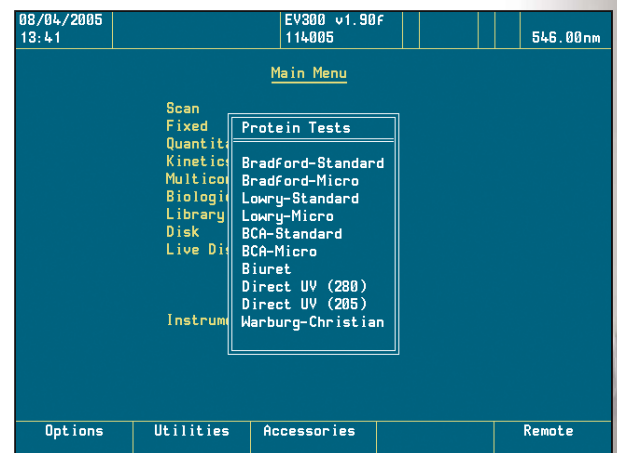 08/04/2005
13:41
EV300 v1.90f
114005
546.00nm
Main Menu
Scan
Fixed
Quantita
Kinetics
Multicom
Biologic
Library
Disk
Live Dis
Instrume
Protein Tests
Bradford-Standard
Bradford-Micro
Lowry-Standard
Lowry-Micro
BCA-Standard
BCA-Micro
Biuret
Direct UV (280)
Direct UV (205)
Warburg-Christian
Options
Utilities
Accessories
Remote